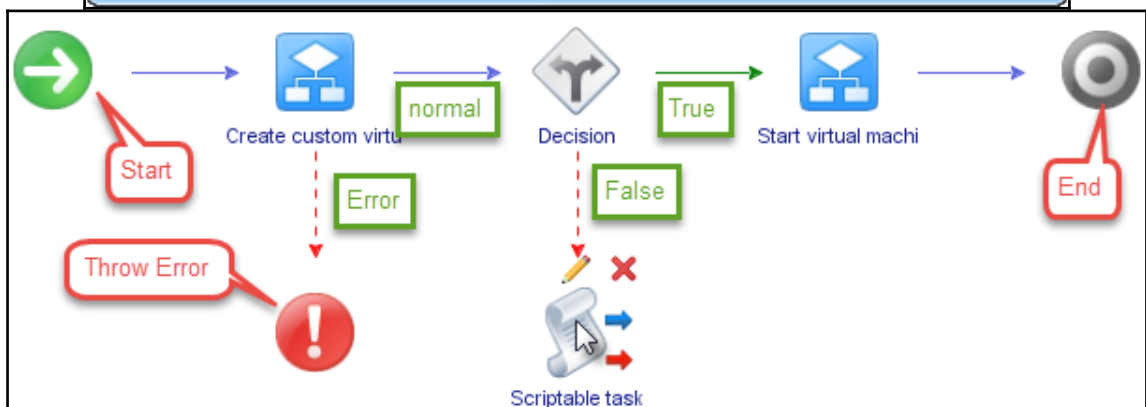 normal
True
Create custom virtu
Decision
Start virtual machi
Start
Error
False
End
Throw Error
Scriptable task